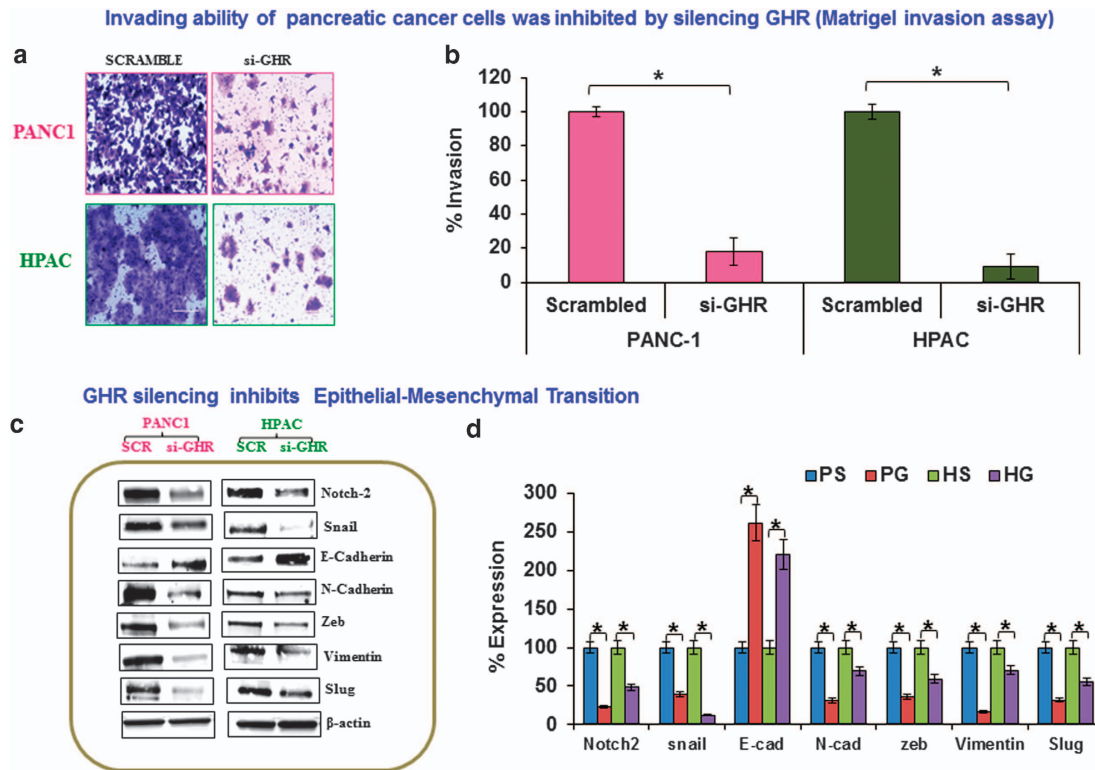 Invading ability of pancreatic cancer cells was inhibited by silencing GHR (Matrigel invasion assay)
a
SCRAMBLE si-GHR
PANC1
HPAC
b
% Invasion
120
100
80
60
40
20
0
* *
Scrambled si-GHR Scrambled si-GHR
PANC-1 HPAC
GHR silencing inhibits Epithelial-Mesenchymal Transition
c
PANC1 HPAC
SCR si-GHR SCR si-GHR
Notch-2
Snail
E-Cadherin
N-Cadherin
Zeb
Vimentin
Slug
β-actin
d
PS PG HS HG
% Expression
300
250
200
150
100
50
0
* * * * * * * * * * * * * *
Notch2 snail E-cad N-cad zeb Vimentin Slug